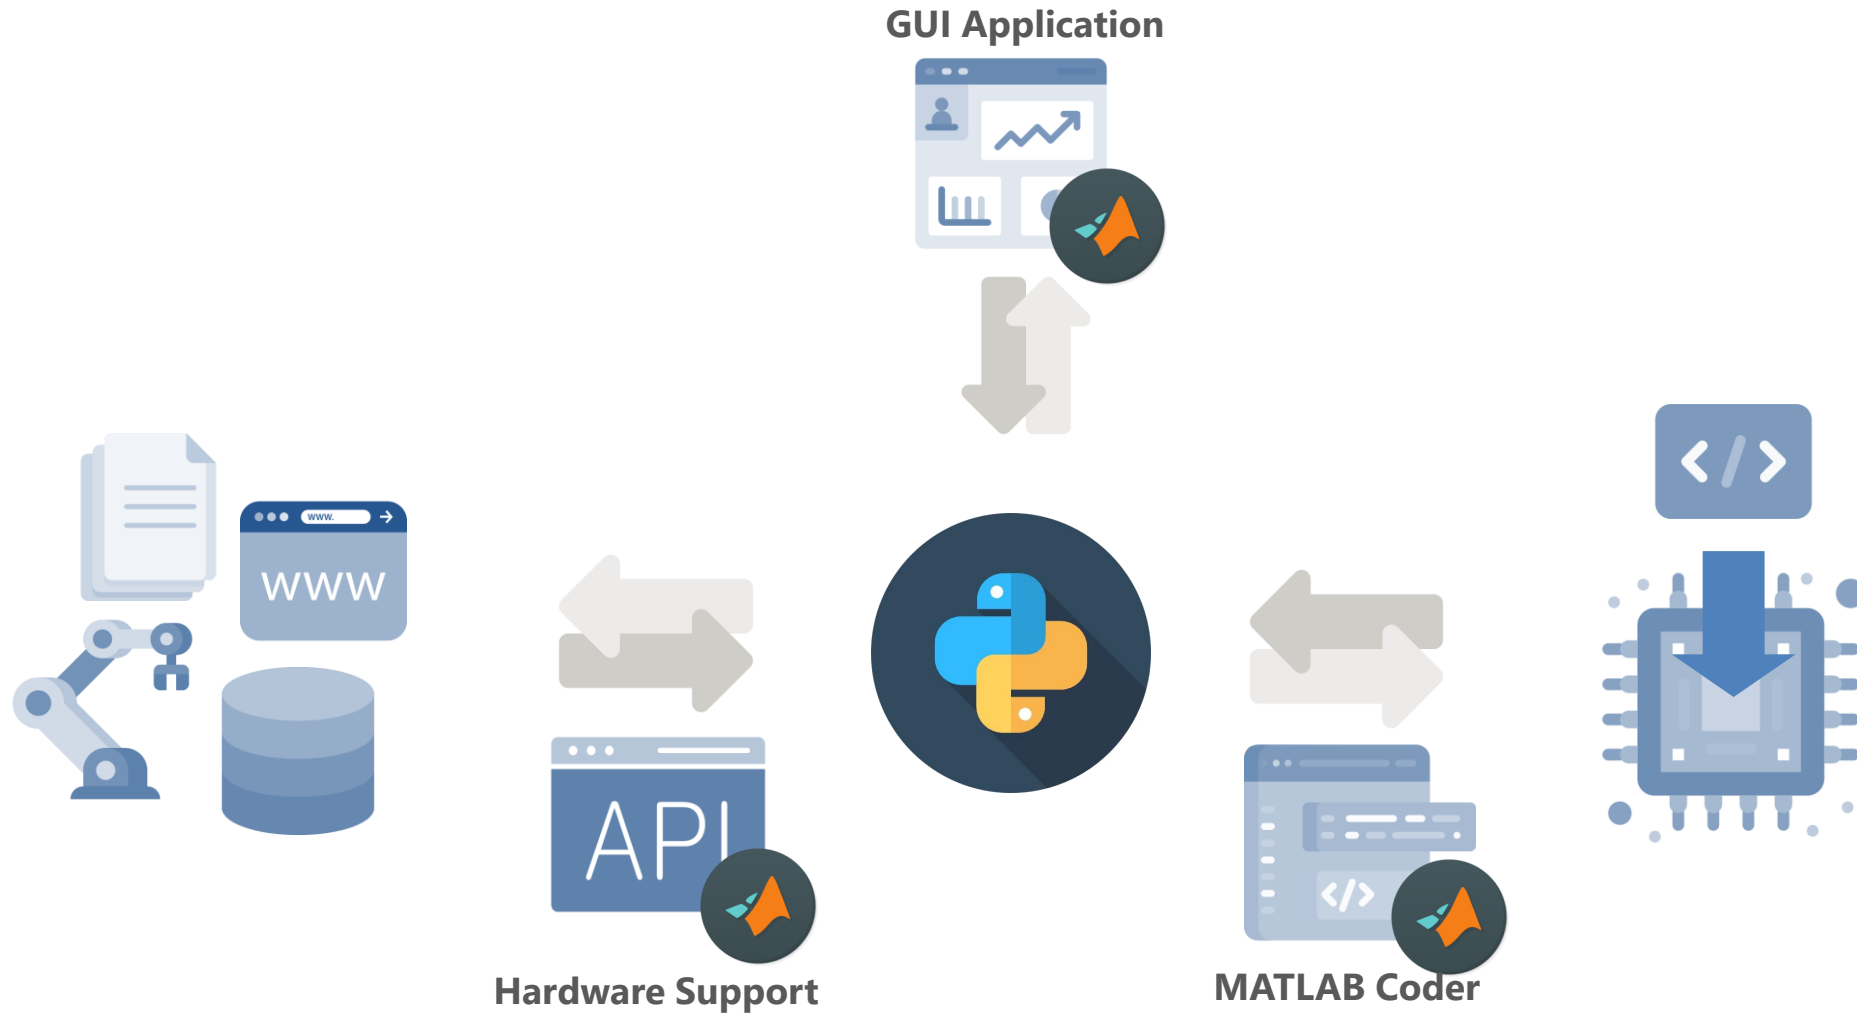 GUI Application
www.
WWW
</>
API
</>
Hardware Support
MATLAB Coder